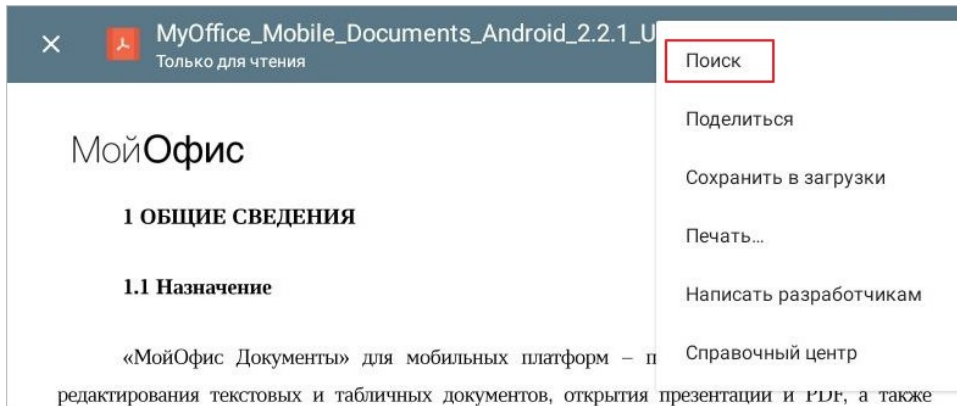 MyOffice_Mobile_Documents_Android_2.2.1_U
Только для чтения
Поиск
Поделиться
Сохранить в загрузки
Печать...
Написать разработчикам
Справочный центр
МойОфис
1 ОБЩИЕ СВЕДЕНИЯ
1.1 Назначение
«МойОфис Документы» для мобильных платформ – п
редактирования текстовых и табличных документов, открытия презентаций и PDF, а также